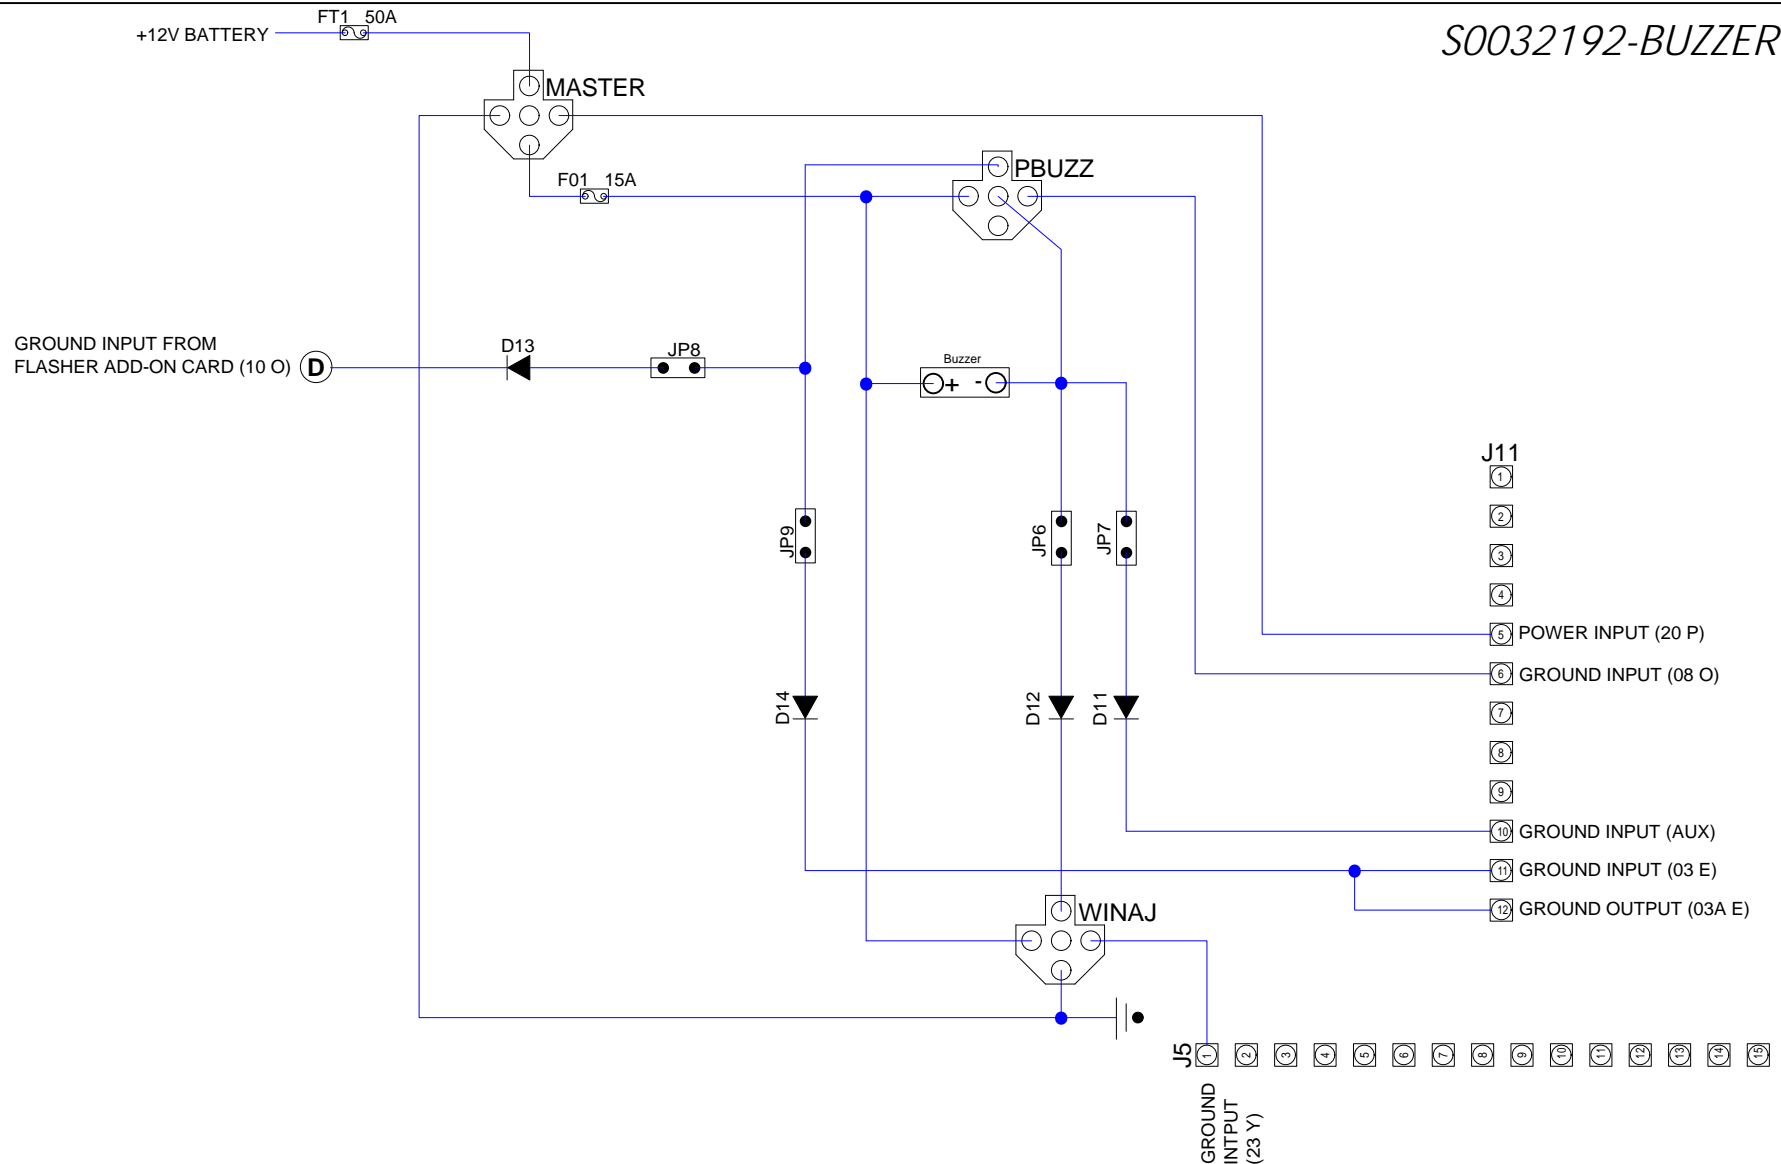 FT1 50A
+12V BATTERY
S0032192-BUZZER
MASTER
PBUZZ
F01 15A
GROUND INPUT FROM
FLASHER ADD-ON CARD (10 O)
D
D13
JP8
Buzzer
+ -
J11
1
2
3
4
5 POWER INPUT (20 P)
6 GROUND INPUT (08 O)
7
8
9
10 GROUND INPUT (AUX)
11 GROUND INPUT (03 E)
12 GROUND OUTPUT (03A E)
JP9
JP6
JP7
D14
D12
D11
WINAJ
J5
1 2 3 4 5 6 7 8 9 10 11 12 13 14 15
GROUND
INTPUT
(23 Y)